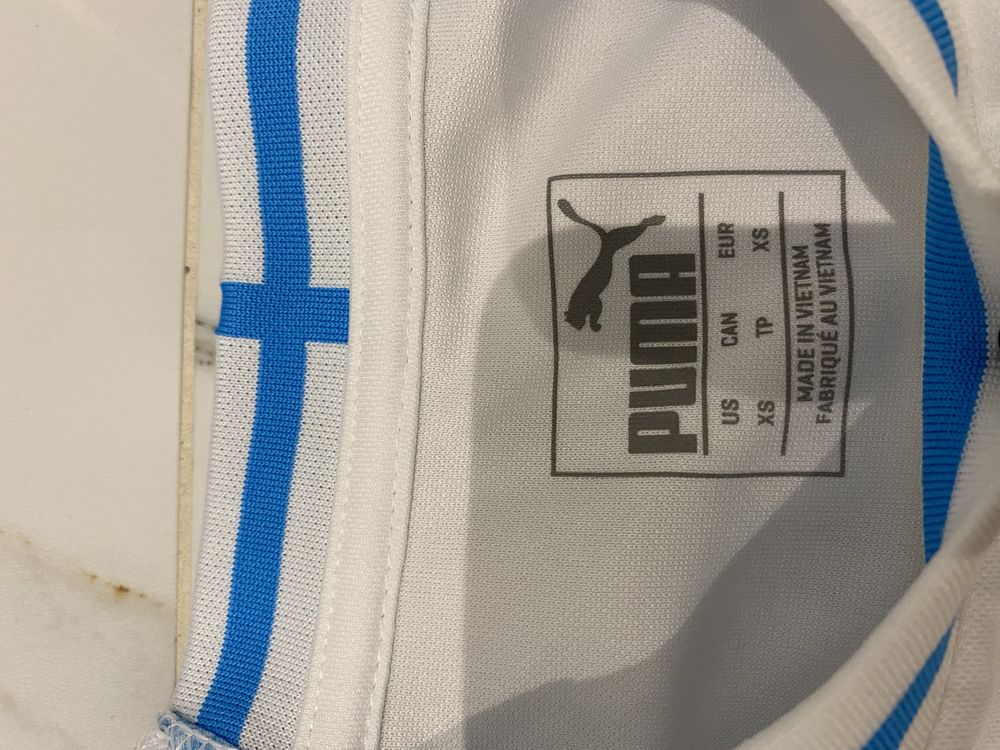 PUMA
US CAN EUR
XS TP XS
MADE IN VIETNAM
FABRIQUÉ AU VIETNAM